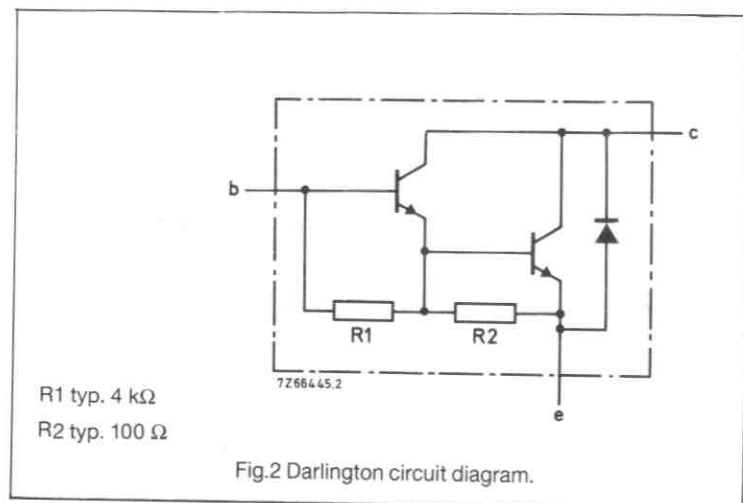 c
b
R1
R2
7Z66445.2
e
R1 typ. 4 kΩ
R2 typ. 100 Ω
Fig.2 Darlington circuit diagram.